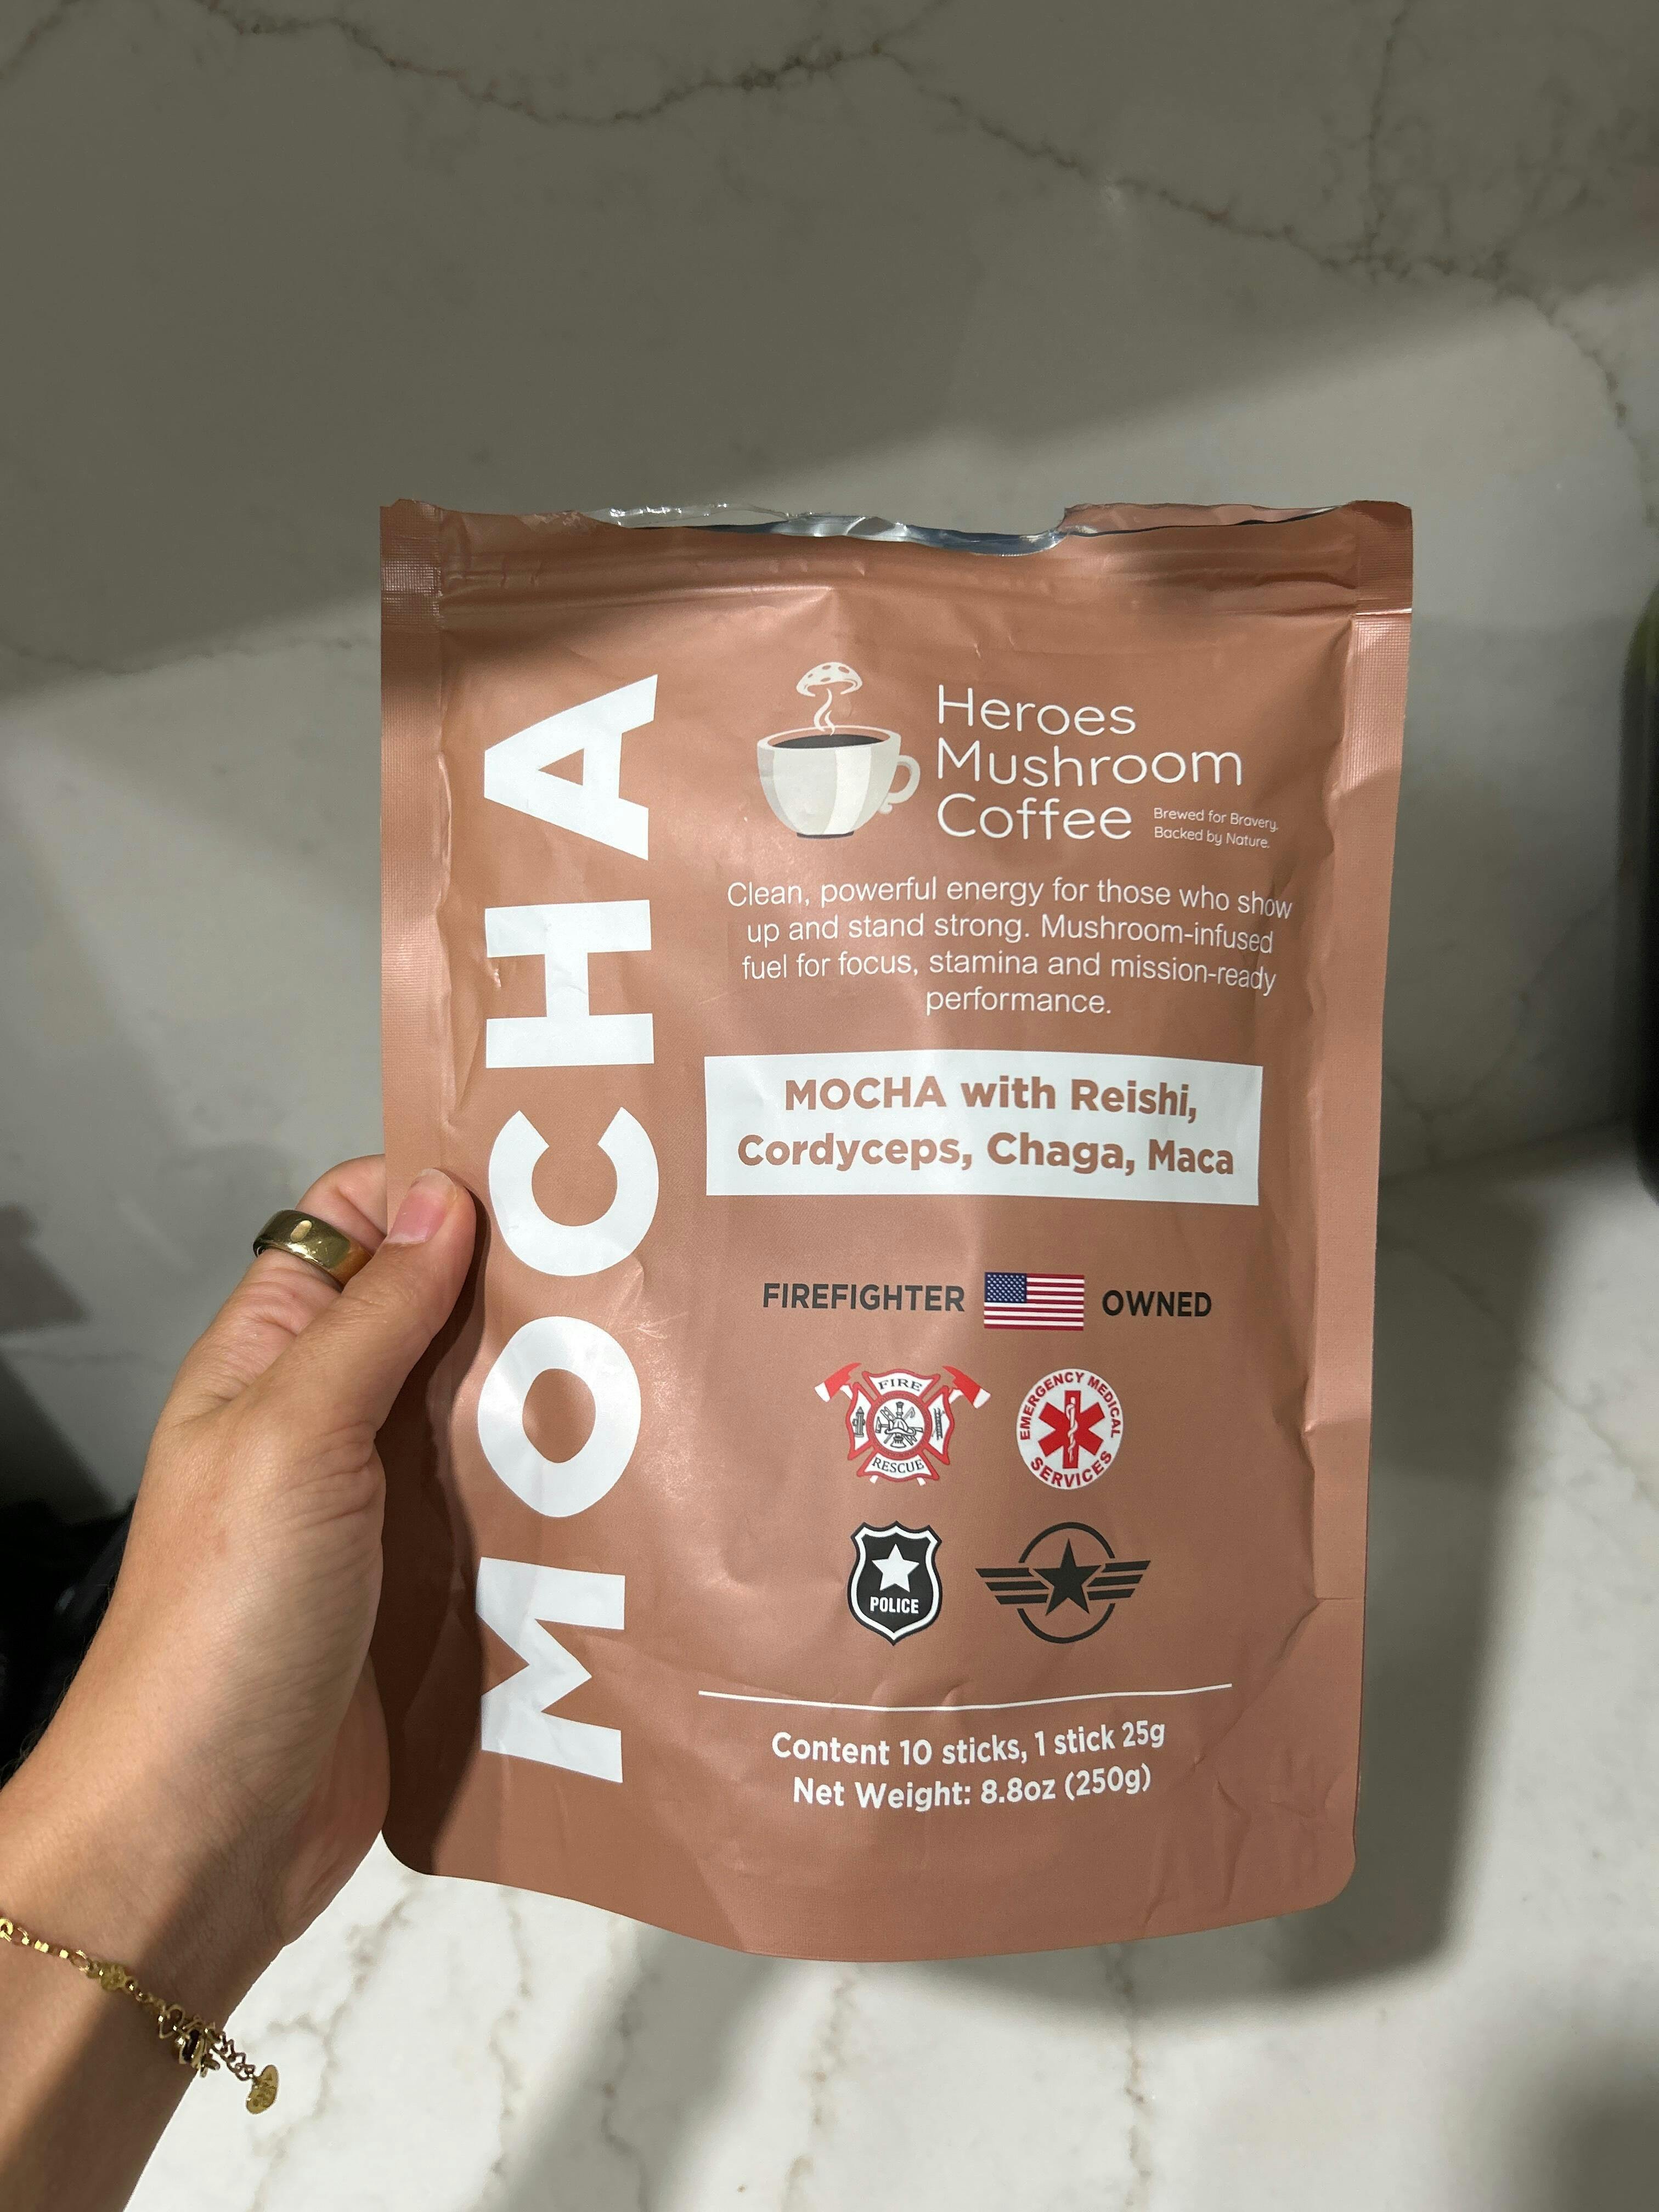 MOCHA
Heroes
Mushroom
Coffee
Brewed for Bravery.
Backed by Nature.
Clean, powerful energy for those who show
up and stand strong. Mushroom-infused
fuel for focus, stamina and mission-ready
performance.
MOCHA with Reishi,
Cordyceps, Chaga, Maca
FIREFIGHTER OWNED
FIRE
RESCUE
EMERGENCY MEDICAL
SERVICES
POLICE
Content 10 sticks, 1 stick 25g
Net Weight: 8.8oz (250g)